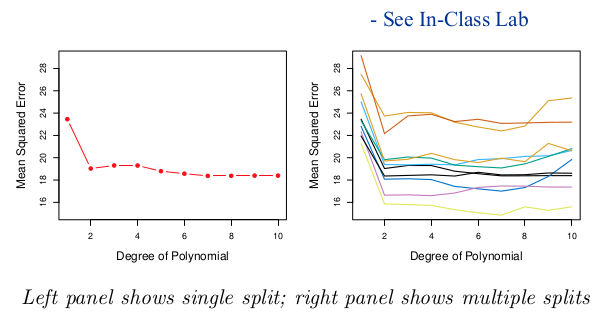 - See In-Class Lab
Mean Squared Error
28
26
24
22
20
18
16
2 4 6 8 10
Degree of Polynomial
Mean Squared Error
28
26
24
22
20
18
16
2 4 6 8 10
Degree of Polynomial
Left panel shows single split; right panel shows multiple splits